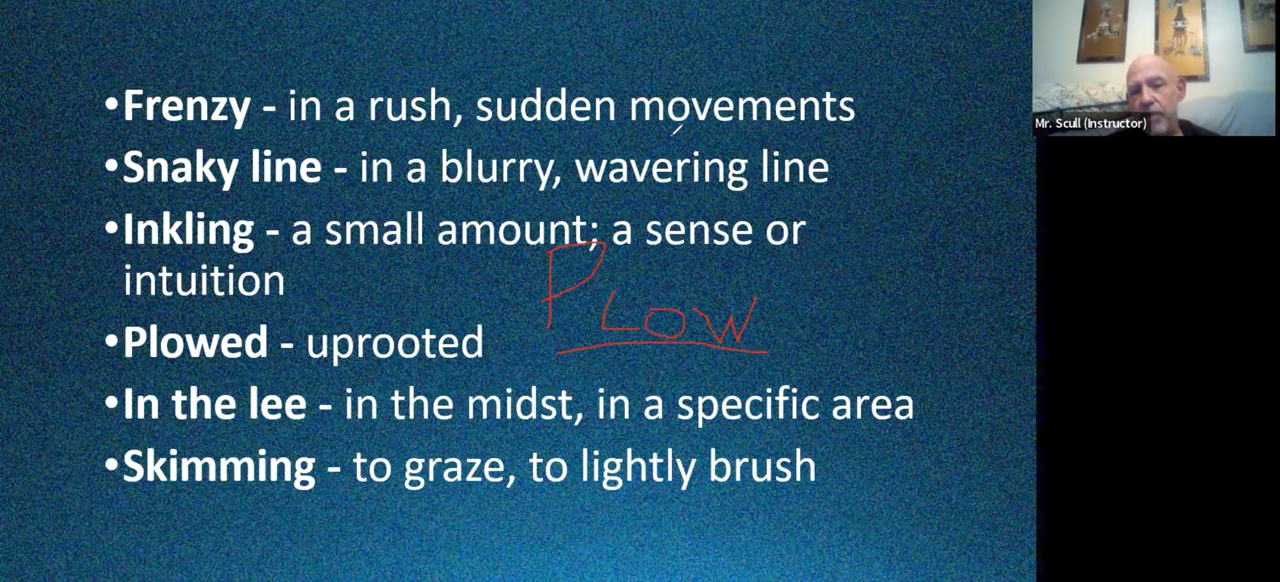 •Frenzy - in a rush, sudden movements
•Snaky line - in a blurry, wavering line
•Inkling - a small amount; a sense or
intuition
PLOW
•Plowed - uprooted
•In the lee - in the midst, in a specific area
•Skimming - to graze, to lightly brush
Mr. Scull (Instructor)